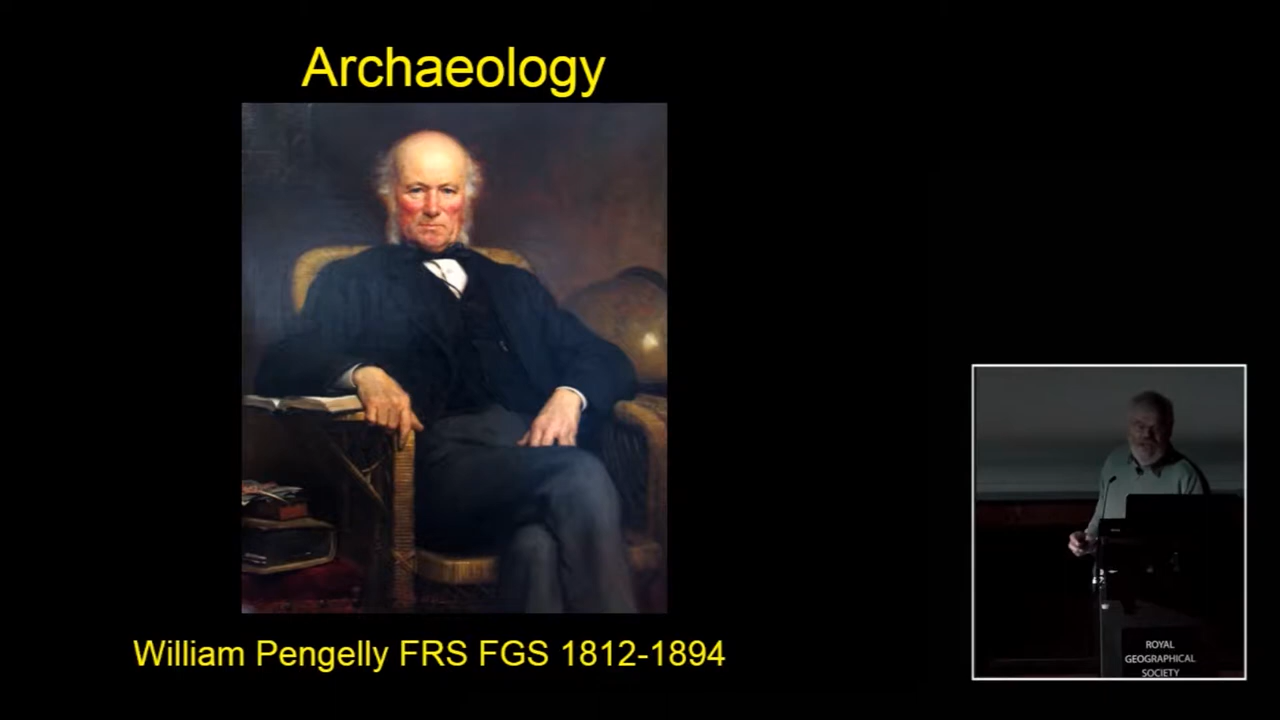 Archaeology
William Pengelly FRS FGS 1812-1894
ROYAL
GEOGRAPHICAL
SOCIETY